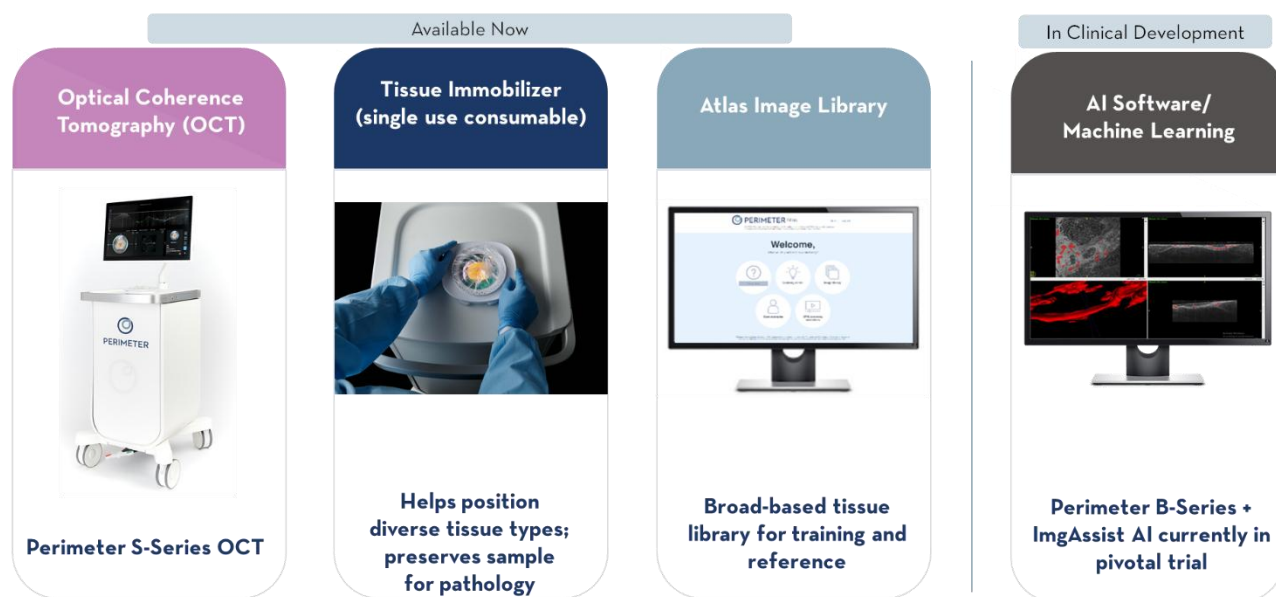 Available Now
In Clinical Development
Optical Coherence
Tomography (OCT)
Tissue Immobilizer
(single use consumable)
Atlas Image Library
AI Software/
Machine Learning
PERIMETER
PERIMETER
Welcome,
Perimeter S-Series OCT
Helps position
diverse tissue types;
preserves sample
for pathology
Broad-based tissue
library for training and
reference
Perimeter B-Series +
ImgAssist AI currently in
pivotal trial